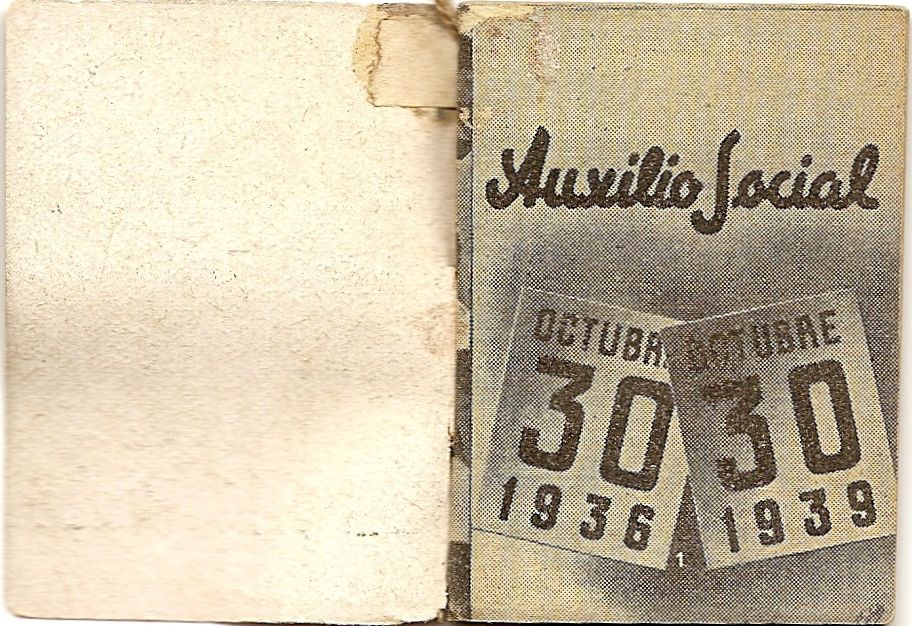 Auxilio Social
OCTUBRE
30
1936
OCTUBRE
30
1939
1